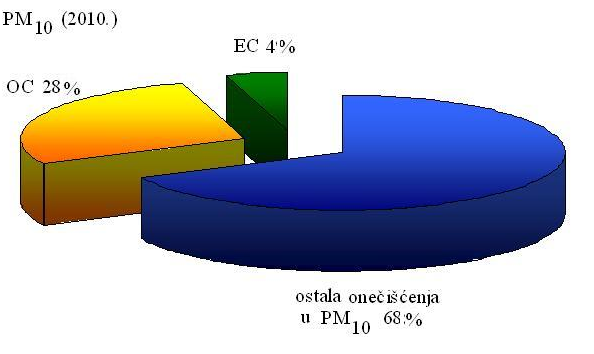 PM10 (2010.)
EC 4%
OC 28%
ostala onečišćenja
u PM10 68%